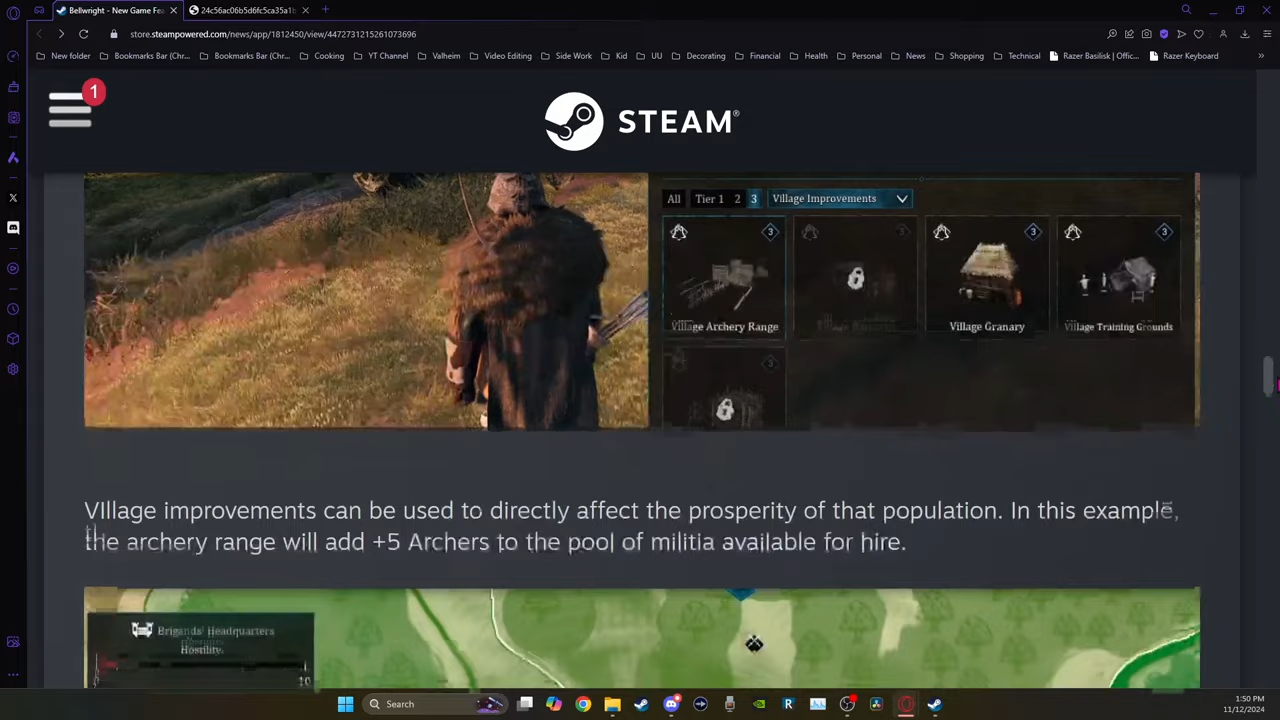 Bellwright - New Game Fea
24c56ac06b5d6fc5ca35a1b
store.steampowered.com/news/app/1812450/view/4472731215261073696
New folder
Bookmarks Bar (Chr...
Bookmarks Bar (Chr...
Cooking
YT Channel
Valheim
Video Editing
Side Work
Kid
UU
Decorating
Financial
Health
Personal
News
Shopping
Technical
Razer Basilisk | Offic...
Razer Keyboard
1
STEAM®
All Tier 1 2 3 Village Improvements
3 3 3 3
Village Archery Range
Village Granary
Village Training Grounds
3
VIllage improvements can be used to directly affect the prosperity of that population. In this example,
the archery range will add +5 Archers to the pool of militia available for hire.
Brigands' Headquarters
Hostility
0 10
Search
1:50 PM
11/12/2024